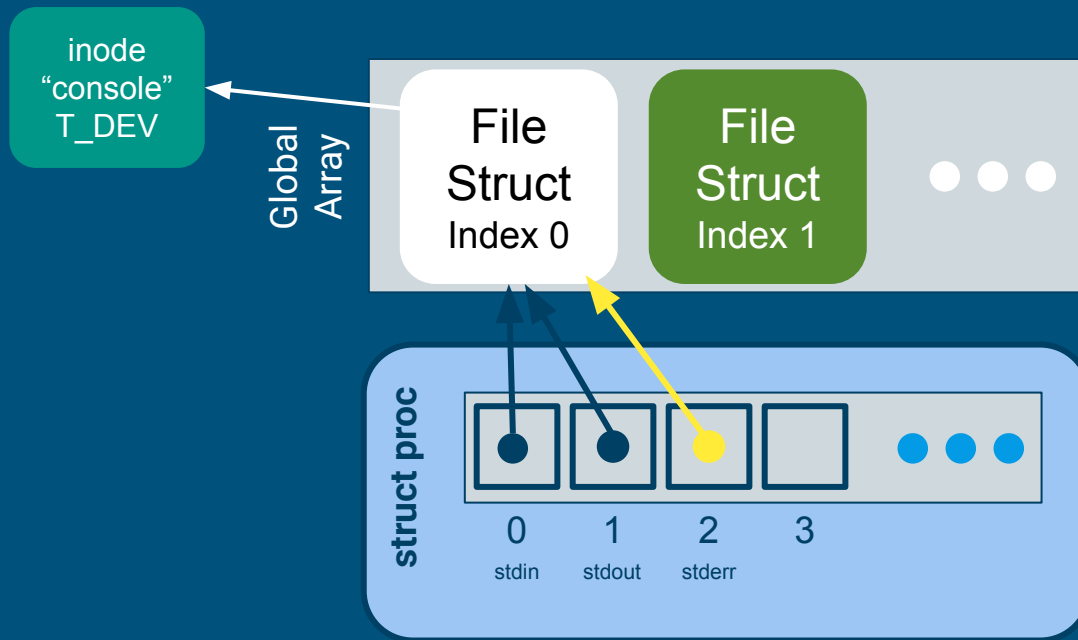 inode
“console”
T_DEV
Global
Array
File
Struct
Index 0
File
Struct
Index 1
struct proc
0
1
2
3
stdin
stdout
stderr